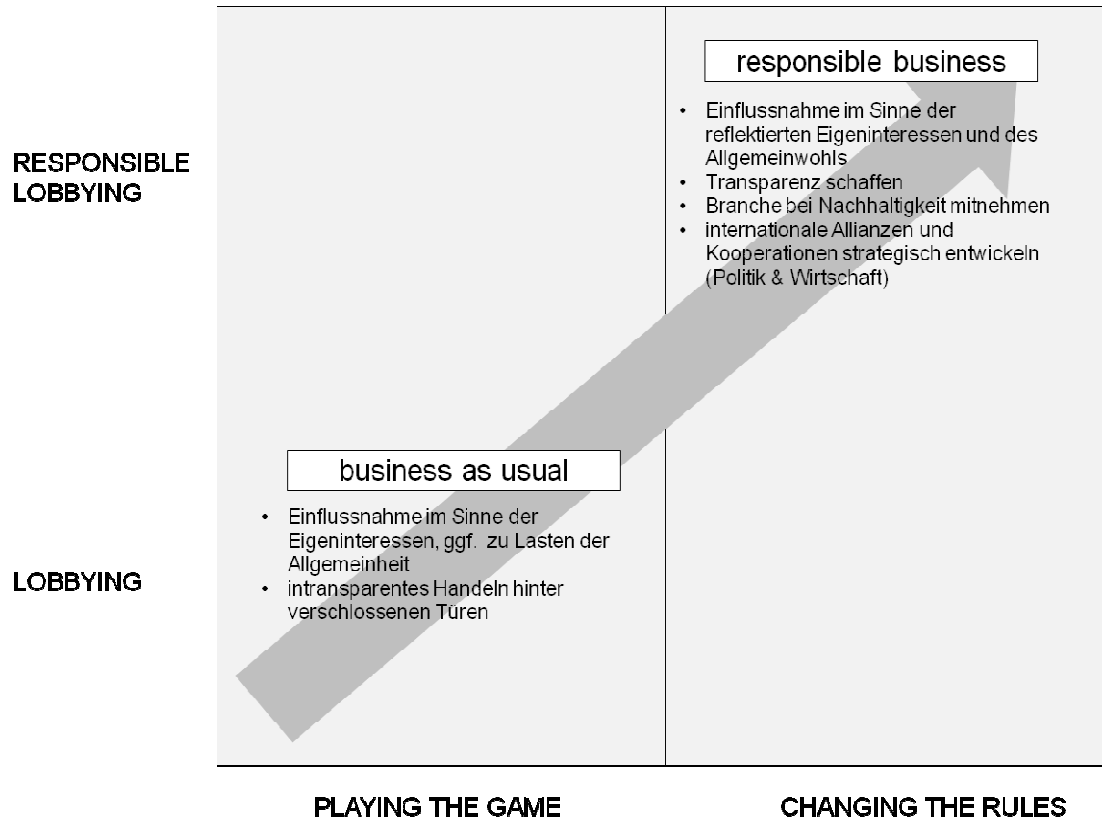 responsible business
• Einflussnahme im Sinne der
reflektierten Eigeninteressen und des
Allgemeinwohls
• Transparenz schaffen
• Branche bei Nachhaltigkeit mitnehmen
• internationale Allianzen und
Kooperationen strategisch entwickeln
(Politik & Wirtschaft)
RESPONSIBLE
LOBBYING
business as usual
• Einflussnahme im Sinne der
Eigeninteressen, ggf. zu Lasten der
Allgemeinheit
• intransparentes Handeln hinter
verschlossenen Türen
LOBBYING
PLAYING THE GAME
CHANGING THE RULES